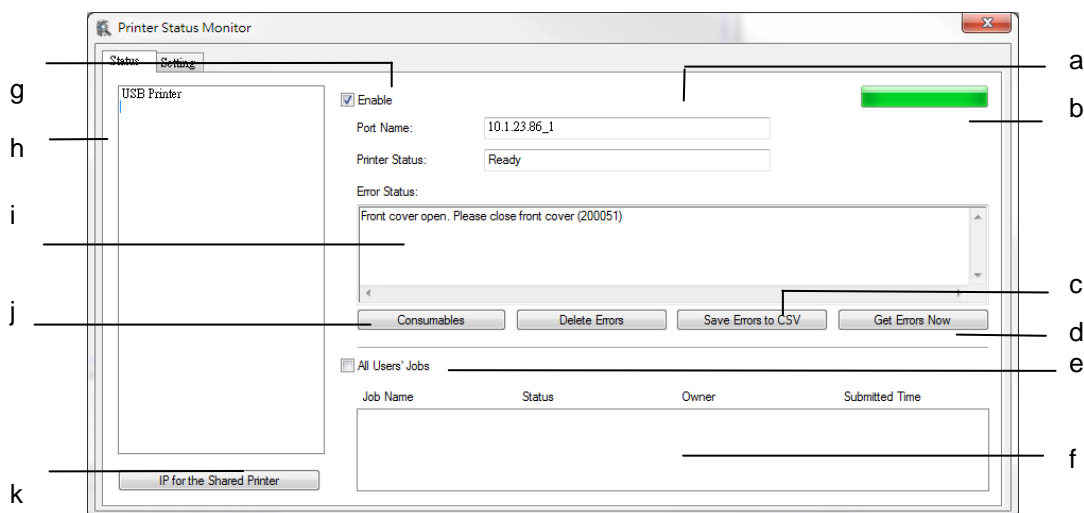 Printer Status Monitor
x
Status Setting
a
g
USB Printer
Enable
b
Port Name: 10.1.23.86_1
h
Printer Status: Ready
Error Status:
i
Front cover open. Please close front cover (200051)
c
j
Consumables Delete Errors Save Errors to CSV Get Errors Now
d
All Users' Jobs
e
Job Name Status Owner Submitted Time
f
IP for the Shared Printer
k